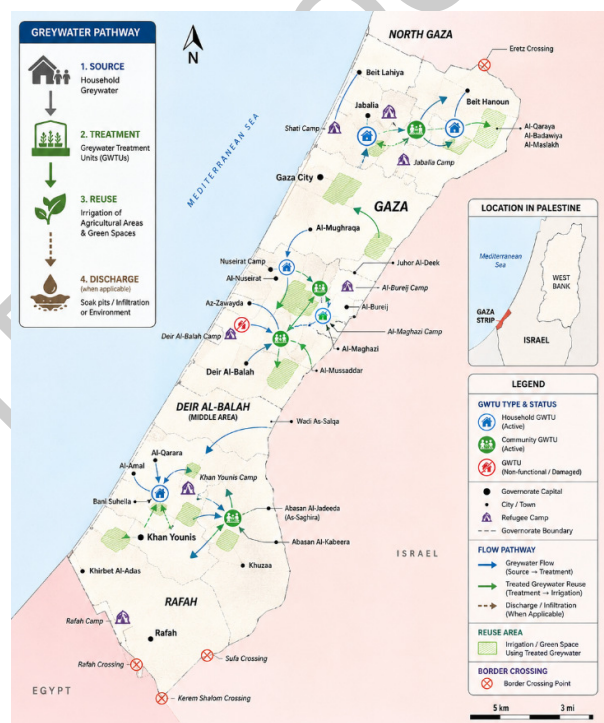 GREYWATER PATHWAY
1. SOURCE
Household
Greywater
2. TREATMENT
Greywater Treatment
Units (GWTUs)
3. REUSE
Irrigation of
Agricultural Areas
& Green Spaces
4. DISCHARGE
(when applicable)
Soak pits / Infiltration
or Environment
N
MEDITERRANEAN SEA
NORTH GAZA
Eretz Crossing
Beit Lahiya
Jabalia
Beit Hanoun
Shati Camp
Al-Qaraya
Al-Badawiya
Al-Maslakh
Jabalia Camp
Gaza City
GAZA
Al-Mughraqa
Nuseirat Camp
Al-Nuseirat
Juhor Al-Deek
Al-Bureij Camp
Az-Zawayda
Al-Bureij
Deir Al-Balah Camp
Al-Maghazi Camp
Al-Maghazi
Deir Al-Balah
Al-Mussaddar
DEIR AL-BALAH
(MIDDLE AREA)
Wadi As-Salqa
Al-Qarara
Al-Amal
Khan Younis Camp
Bani Suheila
Abasan Al-Jadeeda
(As-Saghira)
Khan Younis
Abasan Al-Kabeera
Khirbet Al-Adas
Khuzaa
ISRAEL
RAFAH
Rafah Camp
Rafah
Sufa Crossing
Rafah Crossing
EGYPT
Kerem Shalom Crossing
LOCATION IN PALESTINE
Mediterranean
Sea
WEST
BANK
GAZA
STRIP
ISRAEL
LEGEND
GWTU TYPE & STATUS
Household GWTU
(Active)
Community GWTU
(Active)
GWTU
(Non-functional / Damaged)
Governorate Capital
City / Town
Refugee Camp
Governorate Boundary
FLOW PATHWAY
Greywater Flow
(Source → Treatment)
Treated Greywater Reuse
(Treatment → Irrigation)
Discharge / Infiltration
(When Applicable)
REUSE AREA
Irrigation / Green Space
Using Treated Greywater
BORDER CROSSING
Border Crossing Point
5 km
3 mi